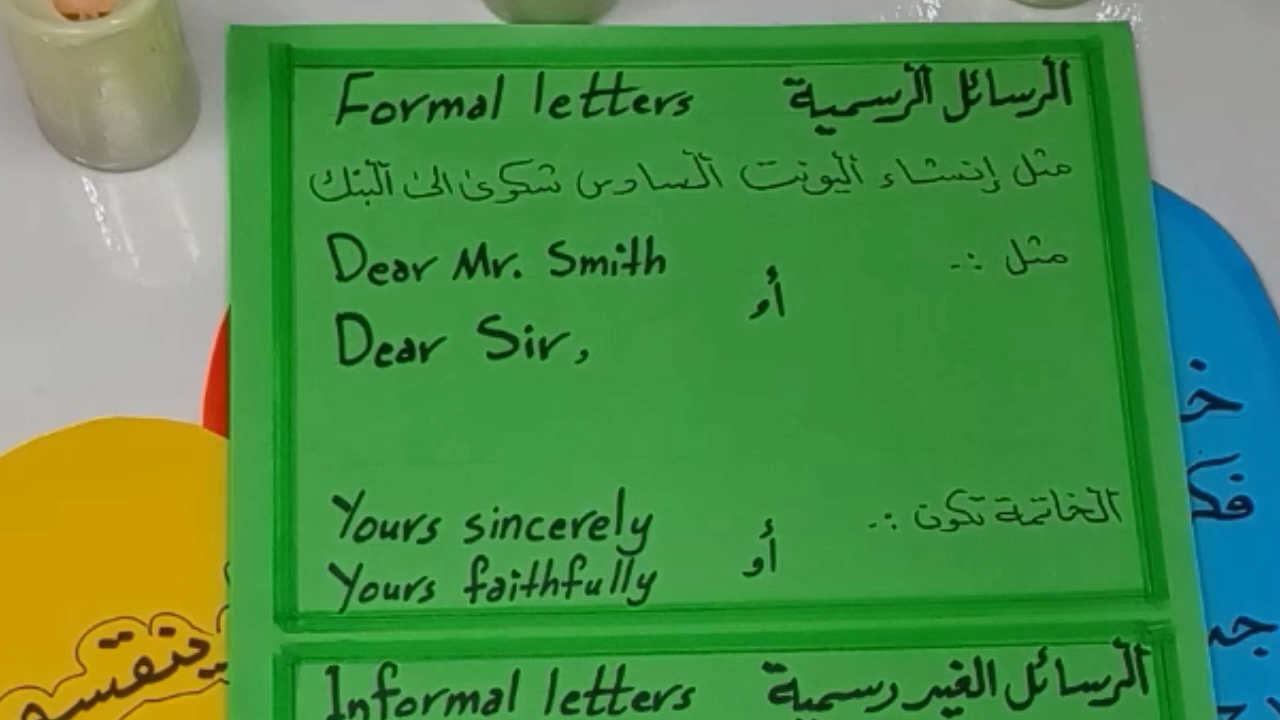 Formal letters الرسائل الرسمية
مثل إنشاء اليونت السادس شكوى الى البنك
Dear Mr. Smith مثل :-
أو
Dear Sir,
Yours sincerely الخاتمة تكون :-
أو
Yours faithfully
Informal letters الرسائل الغير رسمية
ينقسم